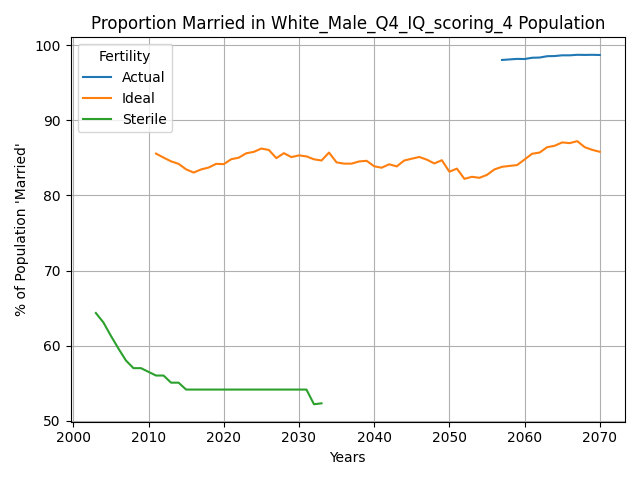 Proportion Married in White_Male_Q4_IQ_scoring_4 Population
% of Population 'Married'
100
90
80
70
60
50
Fertility
Actual
Ideal
Sterile
2000 2010 2020 2030 2040 2050 2060 2070
Years